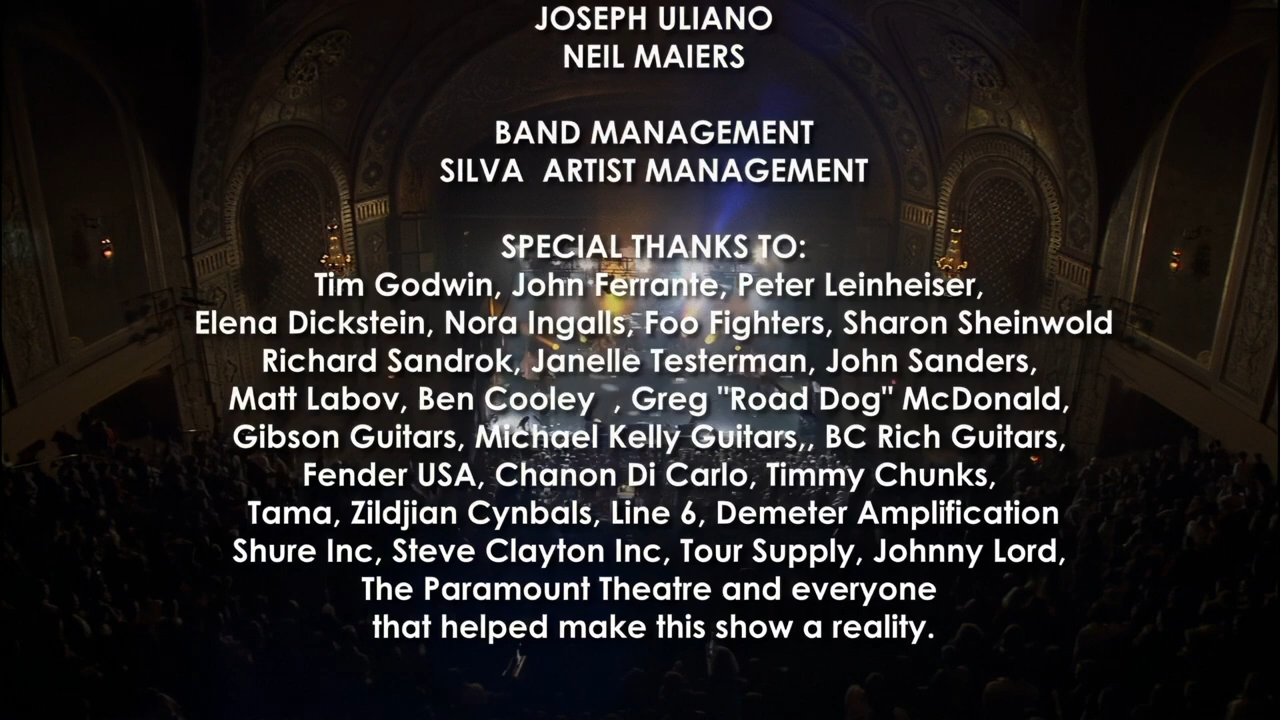 JOSEPH ULIANO
NEIL MAIERS
BAND MANAGEMENT
SILVA  ARTIST MANAGEMENT
SPECIAL THANKS TO:
Tim Godwin, John Ferrante, Peter Leinheiser,
Elena Dickstein, Nora Ingalls, Foo Fighters, Sharon Sheinwold
Richard Sandrok, Janelle Testerman, John Sanders,
Matt Labov, Ben Cooley  , Greg "Road Dog" McDonald,
Gibson Guitars, Michael Kelly Guitars,, BC Rich Guitars,
Fender USA, Chanon Di Carlo, Timmy Chunks,
Tama, Zildjian Cynbals, Line 6, Demeter Amplification
Shure Inc, Steve Clayton Inc, Tour Supply, Johnny Lord,
The Paramount Theatre and everyone
that helped make this show a reality.